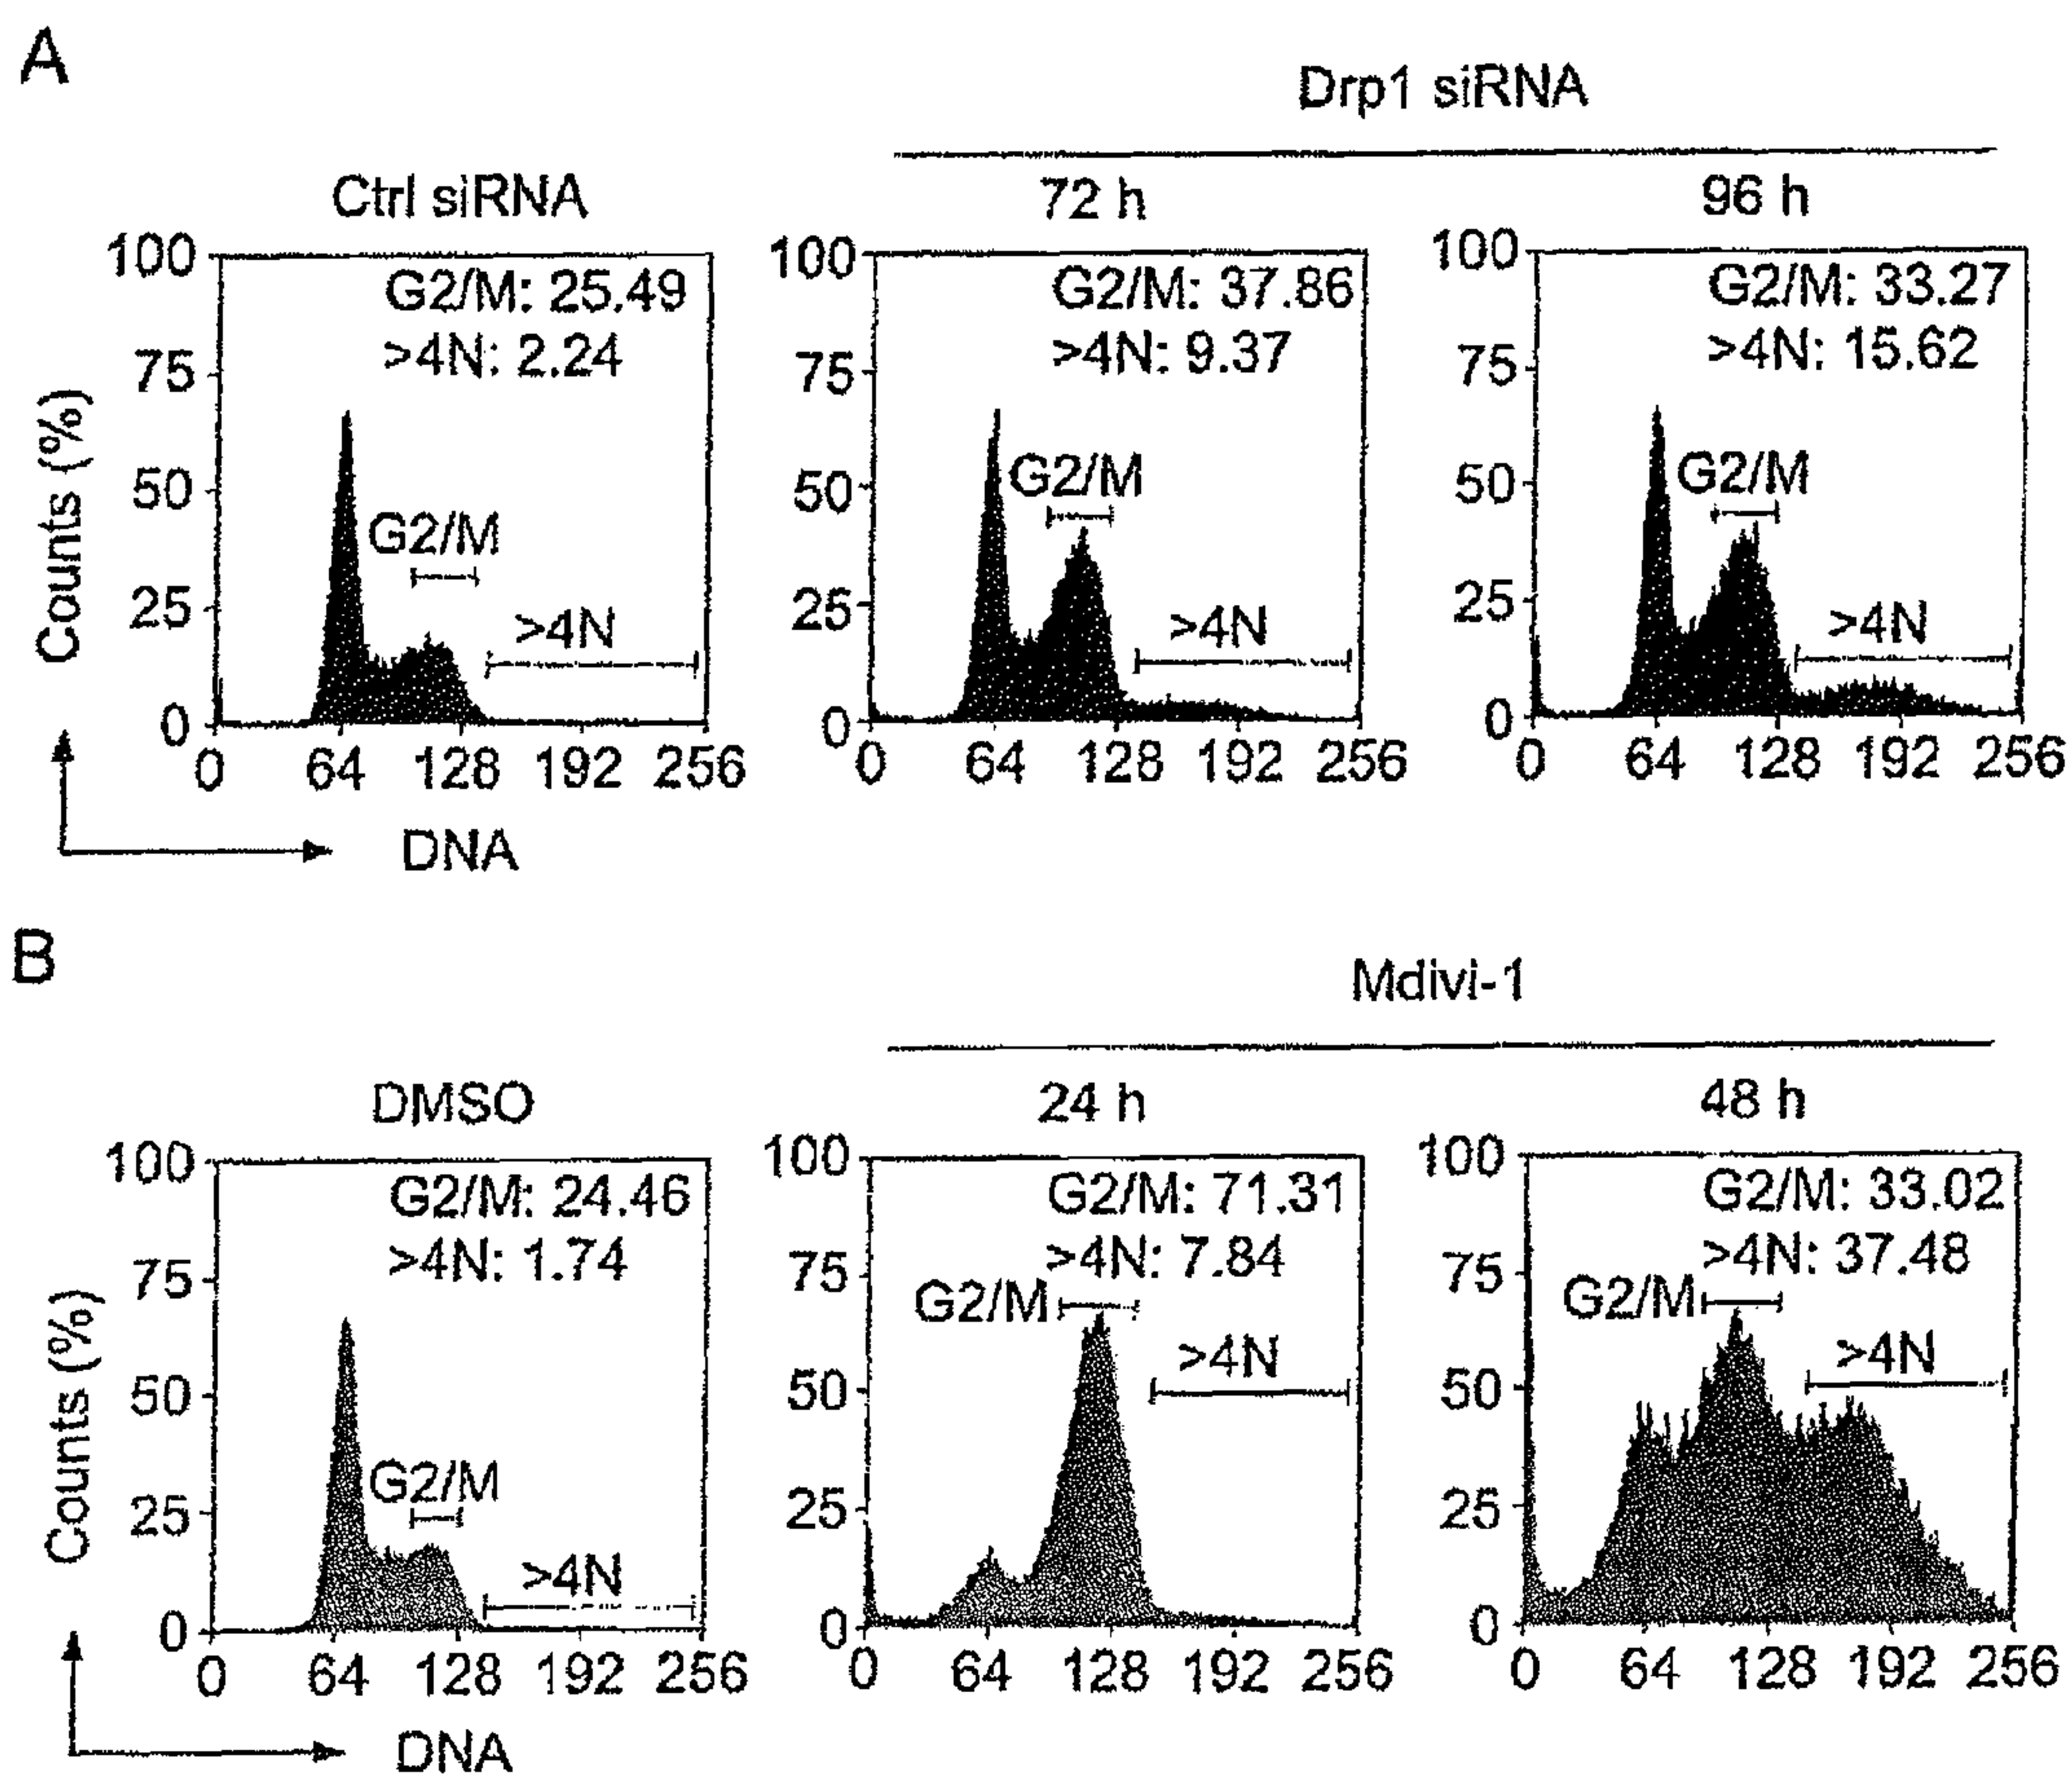 A
Drp1 siRNA
Ctrl siRNA
72 h
96 h
100
75
50
25
0
Counts (%)
G2/M: 25.49
>4N: 2.24
G2/M
>4N
0 64 128 192 256
100
75
50
25
0
G2/M: 37.86
>4N: 9.37
G2/M
>4N
0 64 128 192 256
100
75
50
25
0
G2/M: 33.27
>4N: 15.62
G2/M
>4N
0 64 128 192 256
DNA
B
Mdivi-1
DMSO
24 h
48 h
100
75
50
25
0
Counts (%)
G2/M: 24.46
>4N: 1.74
G2/M
>4N
0 64 128 192 256
100
75
50
25
0
G2/M: 71.31
>4N: 7.84
G2/M
>4N
0 64 128 192 256
100
75
50
25
0
G2/M: 33.02
>4N: 37.48
G2/M
>4N
0 64 128 192 256
DNA